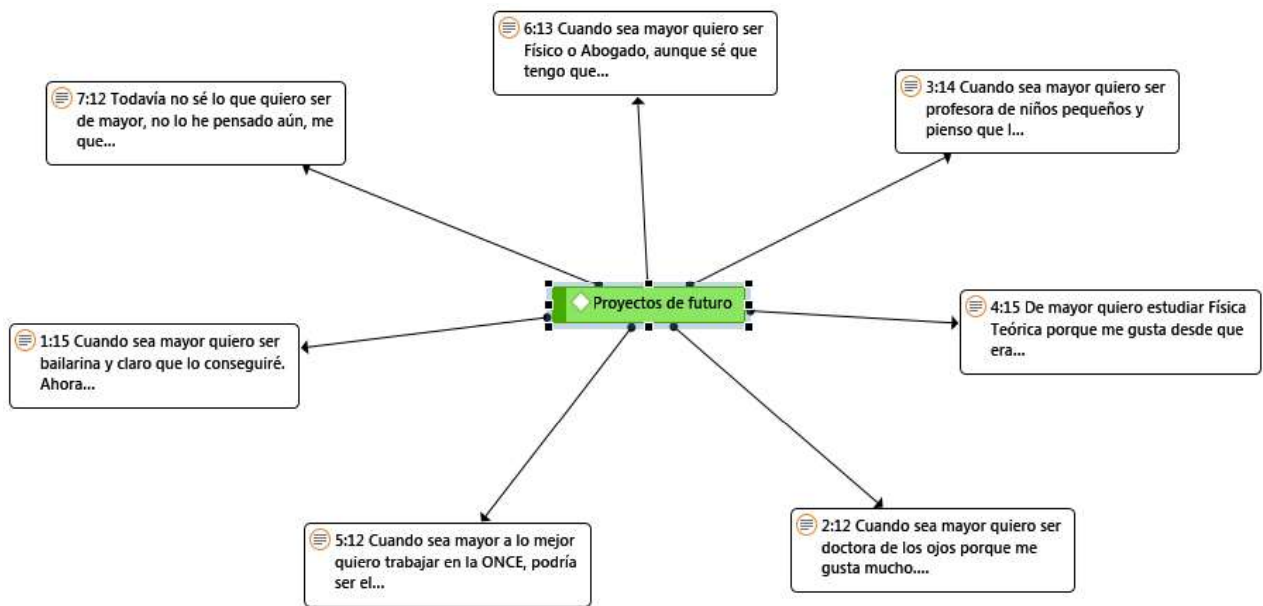 6:13 Cuando sea mayor quiero ser
Físico o Abogado, aunque sé que
tengo que...
7:12 Todavía no sé lo que quiero ser
de mayor, no lo he pensado aún, me
que...
3:14 Cuando sea mayor quiero ser
profesora de niños pequeños y
pienso que l...
Proyectos de futuro
4:15 De mayor quiero estudiar Física
Teórica porque me gusta desde que
era...
1:15 Cuando sea mayor quiero ser
bailarina y claro que lo conseguiré.
Ahora...
5:12 Cuando sea mayor a lo mejor
quiero trabajar en la ONCE, podría
ser el...
2:12 Cuando sea mayor quiero ser
doctora de los ojos porque me
gusta mucho....